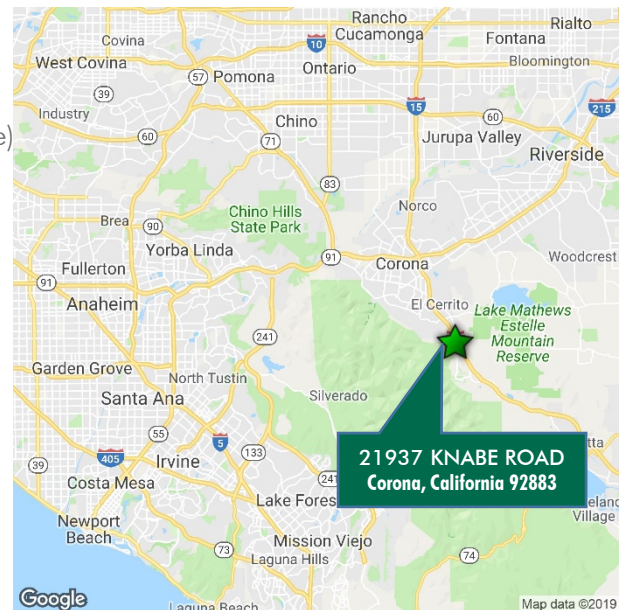 Rancho
Cucamonga
Rialto
Covina
Fontana
West Covina
10
Ontario
Bloomington
57
Pomona
39
15
215
Industry
Chino
60
60
Jurupa Valley
e)
71
Riverside
83
Norco
Brea
90
Chino Hills
State Park
Yorba Linda
91
Corona
Woodcrest
Fullerton
91
El Cerrito
Anaheim
241
Lake Mathews
Estelle
Mountain
Reserve
Garden Grove
North Tustin
Silverado
Santa Ana
5
55
133
21937 KNABE ROAD
Corona, California 92883
405
Irvine
39
241
Costa Mesa
Lake Fores
Village
Newport
Beach
Mission Viejo
73
74
Laguna Hills
Laguna Beach
Google
Map data ©2019